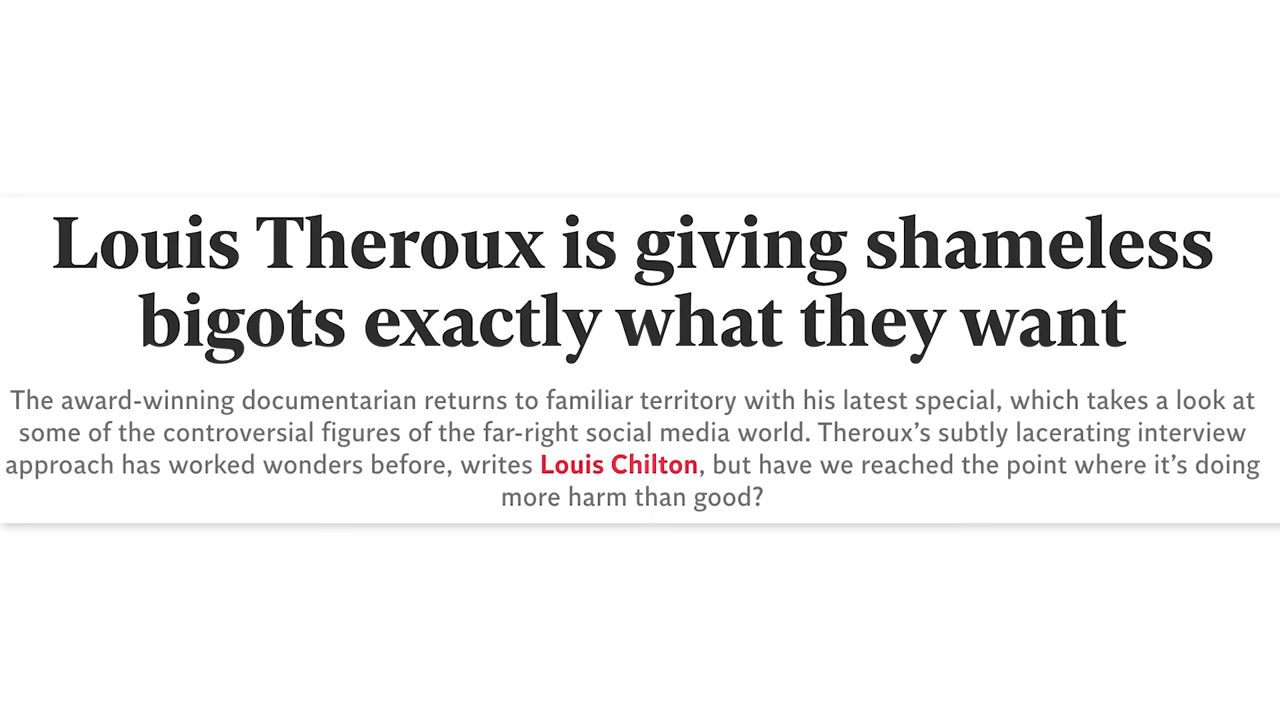 Louis Theroux is giving shameless
bigots exactly what they want
The award-winning documentarian returns to familiar territory with his latest special, which takes a look at
some of the controversial figures of the far-right social media world. Theroux’s subtly lacerating interview
approach has worked wonders before, writes Louis Chilton, but have we reached the point where it’s doing
more harm than good?